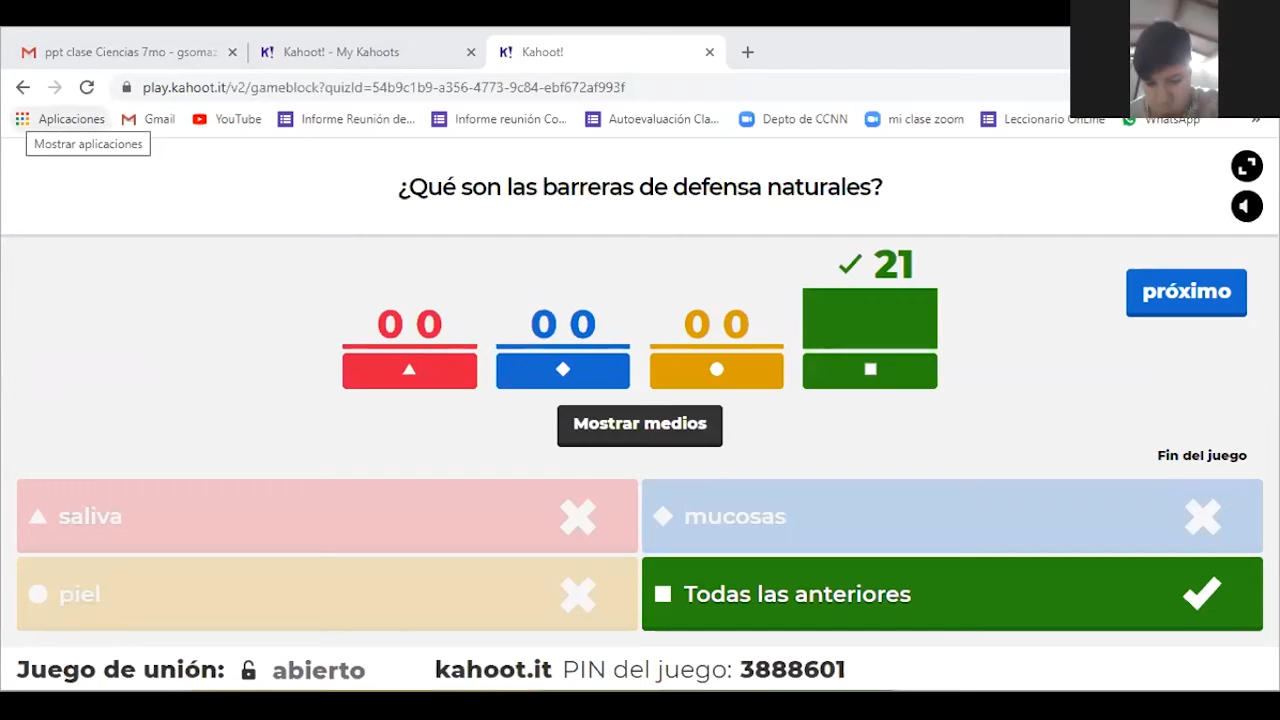 ppt clase Ciencias 7mo - gsomaz
Kahoot! - My Kahoots
Kahoot!
play.kahoot.it/v2/gameblock?quizId=54b9c1b9-a356-4773-9c84-ebf672af993f
Aplicaciones Gmail YouTube Informe Reunión de... Informe reunión Co... Autoevaluación Cla... Depto de CCNN mi clase zoom Leccionario OnLine WhatsApp »
Mostrar aplicaciones
¿Qué son las barreras de defensa naturales?
21
0 0 0 0 0 0
próximo
Mostrar medios
Fin del juego
saliva
mucosas
piel
Todas las anteriores
Juego de unión: abierto kahoot.it PIN del juego: 3888601